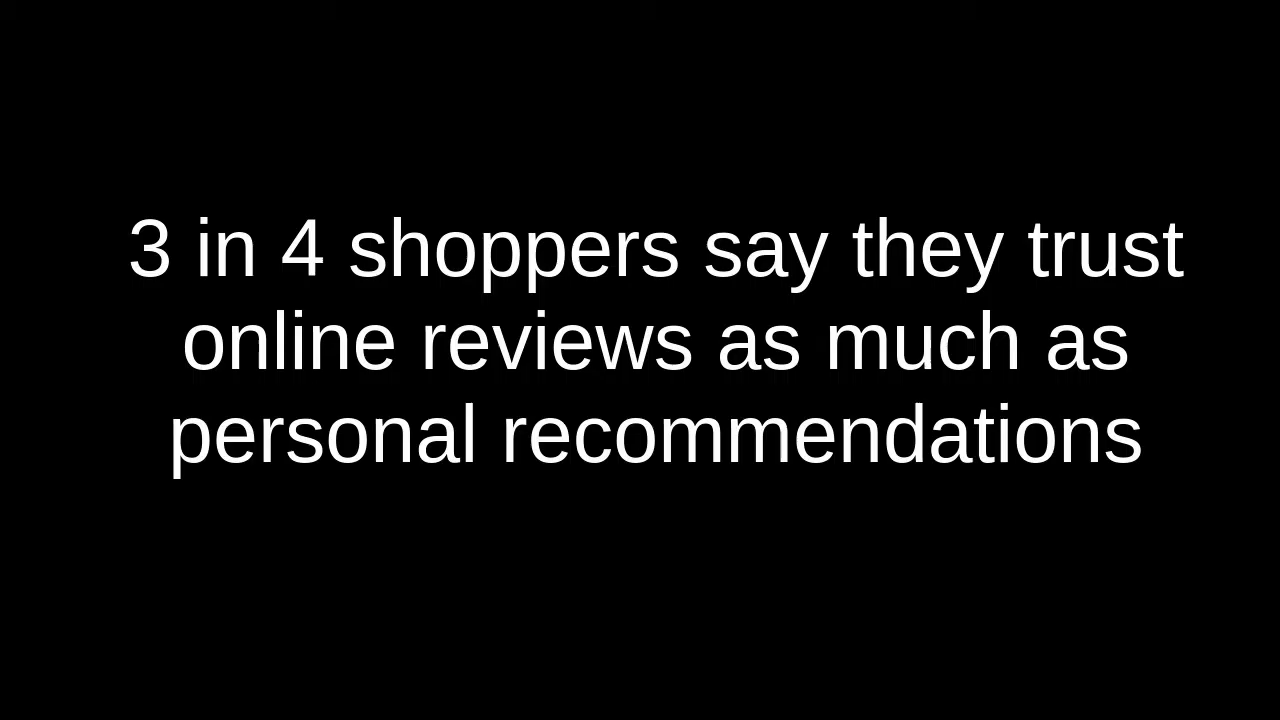 3 in 4 shoppers say they trust
online reviews as much as
personal recommendations